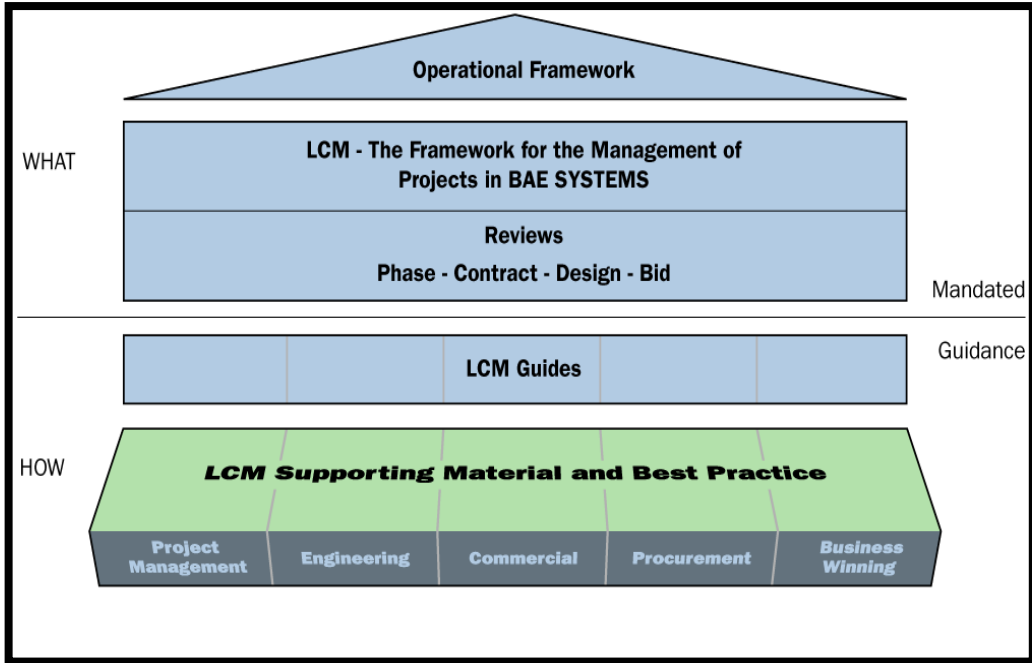 Operational Framework
WHAT
LCM - The Framework for the Management of
Projects in BAE SYSTEMS
Reviews
Phase - Contract - Design - Bid
Mandated
Guidance
LCM Guides
HOW
LCM Supporting Material and Best Practice
Project
Management
Engineering
Commercial
Procurement
Business
Winning